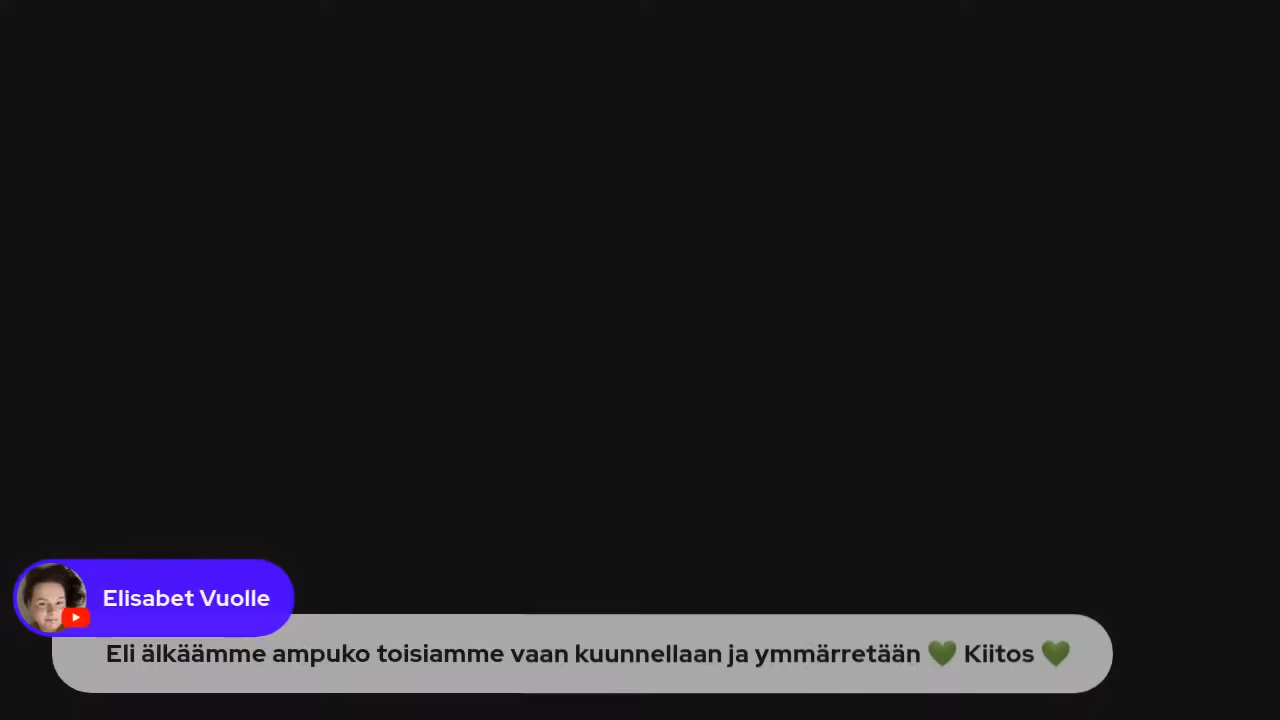 Elisabet Vuolle
Eli älkäämme ampuko toisiamme vaan kuunnellaan ja ymmärretään 💚 Kiitos 💚